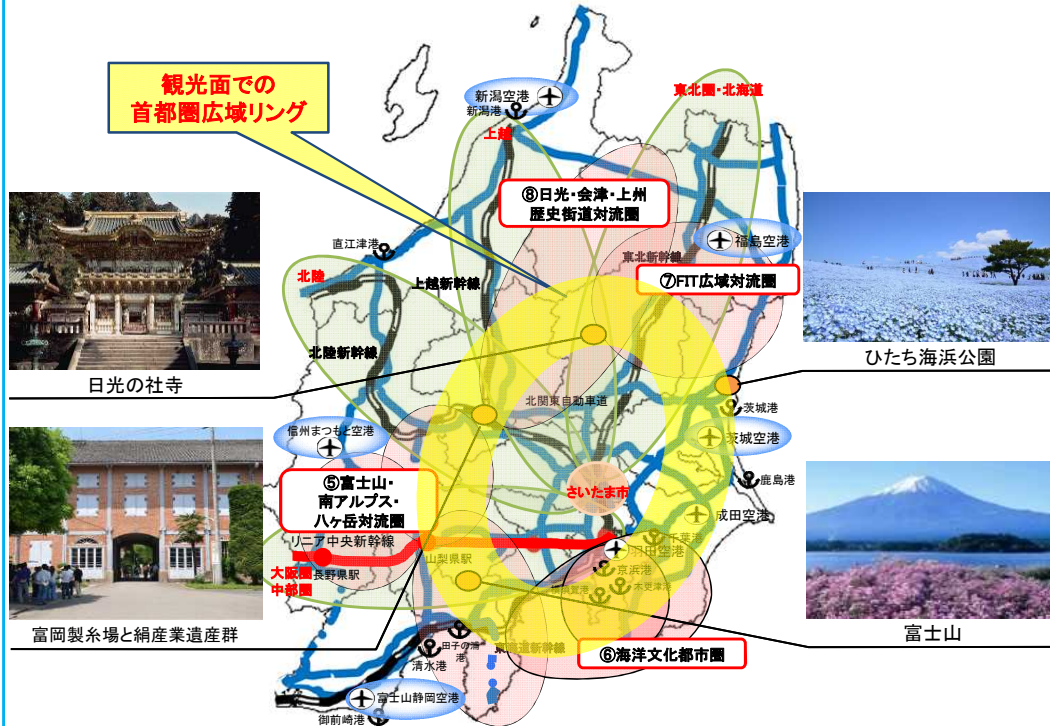 観光面での
首都圏広域リング
新潟空港
新潟港
上越
東北圏・北海道
⑧日光・会津・上州
歴史街道対流圏
直江津港
福島空港
北陸
上越新幹線
東北新幹線
⑦FIT広域対流圏
北陸新幹線
日光の社寺
ひたち海浜公園
北関東自動車道
茨城港
信州まつもと空港
茨城空港
⑤富士山・
南アルプス・
八ヶ岳対流圏
さいたま市
鹿島港
成田空港
リニア中央新幹線
千葉港
山梨県駅
羽田空港
大阪圏
中部圏
長野県駅
京浜港
横須賀港
木更津港
富岡製糸場と絹産業遺産群
富士山
田子の浦
港
東海道新幹線
⑥海洋文化都市圏
清水港
富士山静岡空港
御前崎港